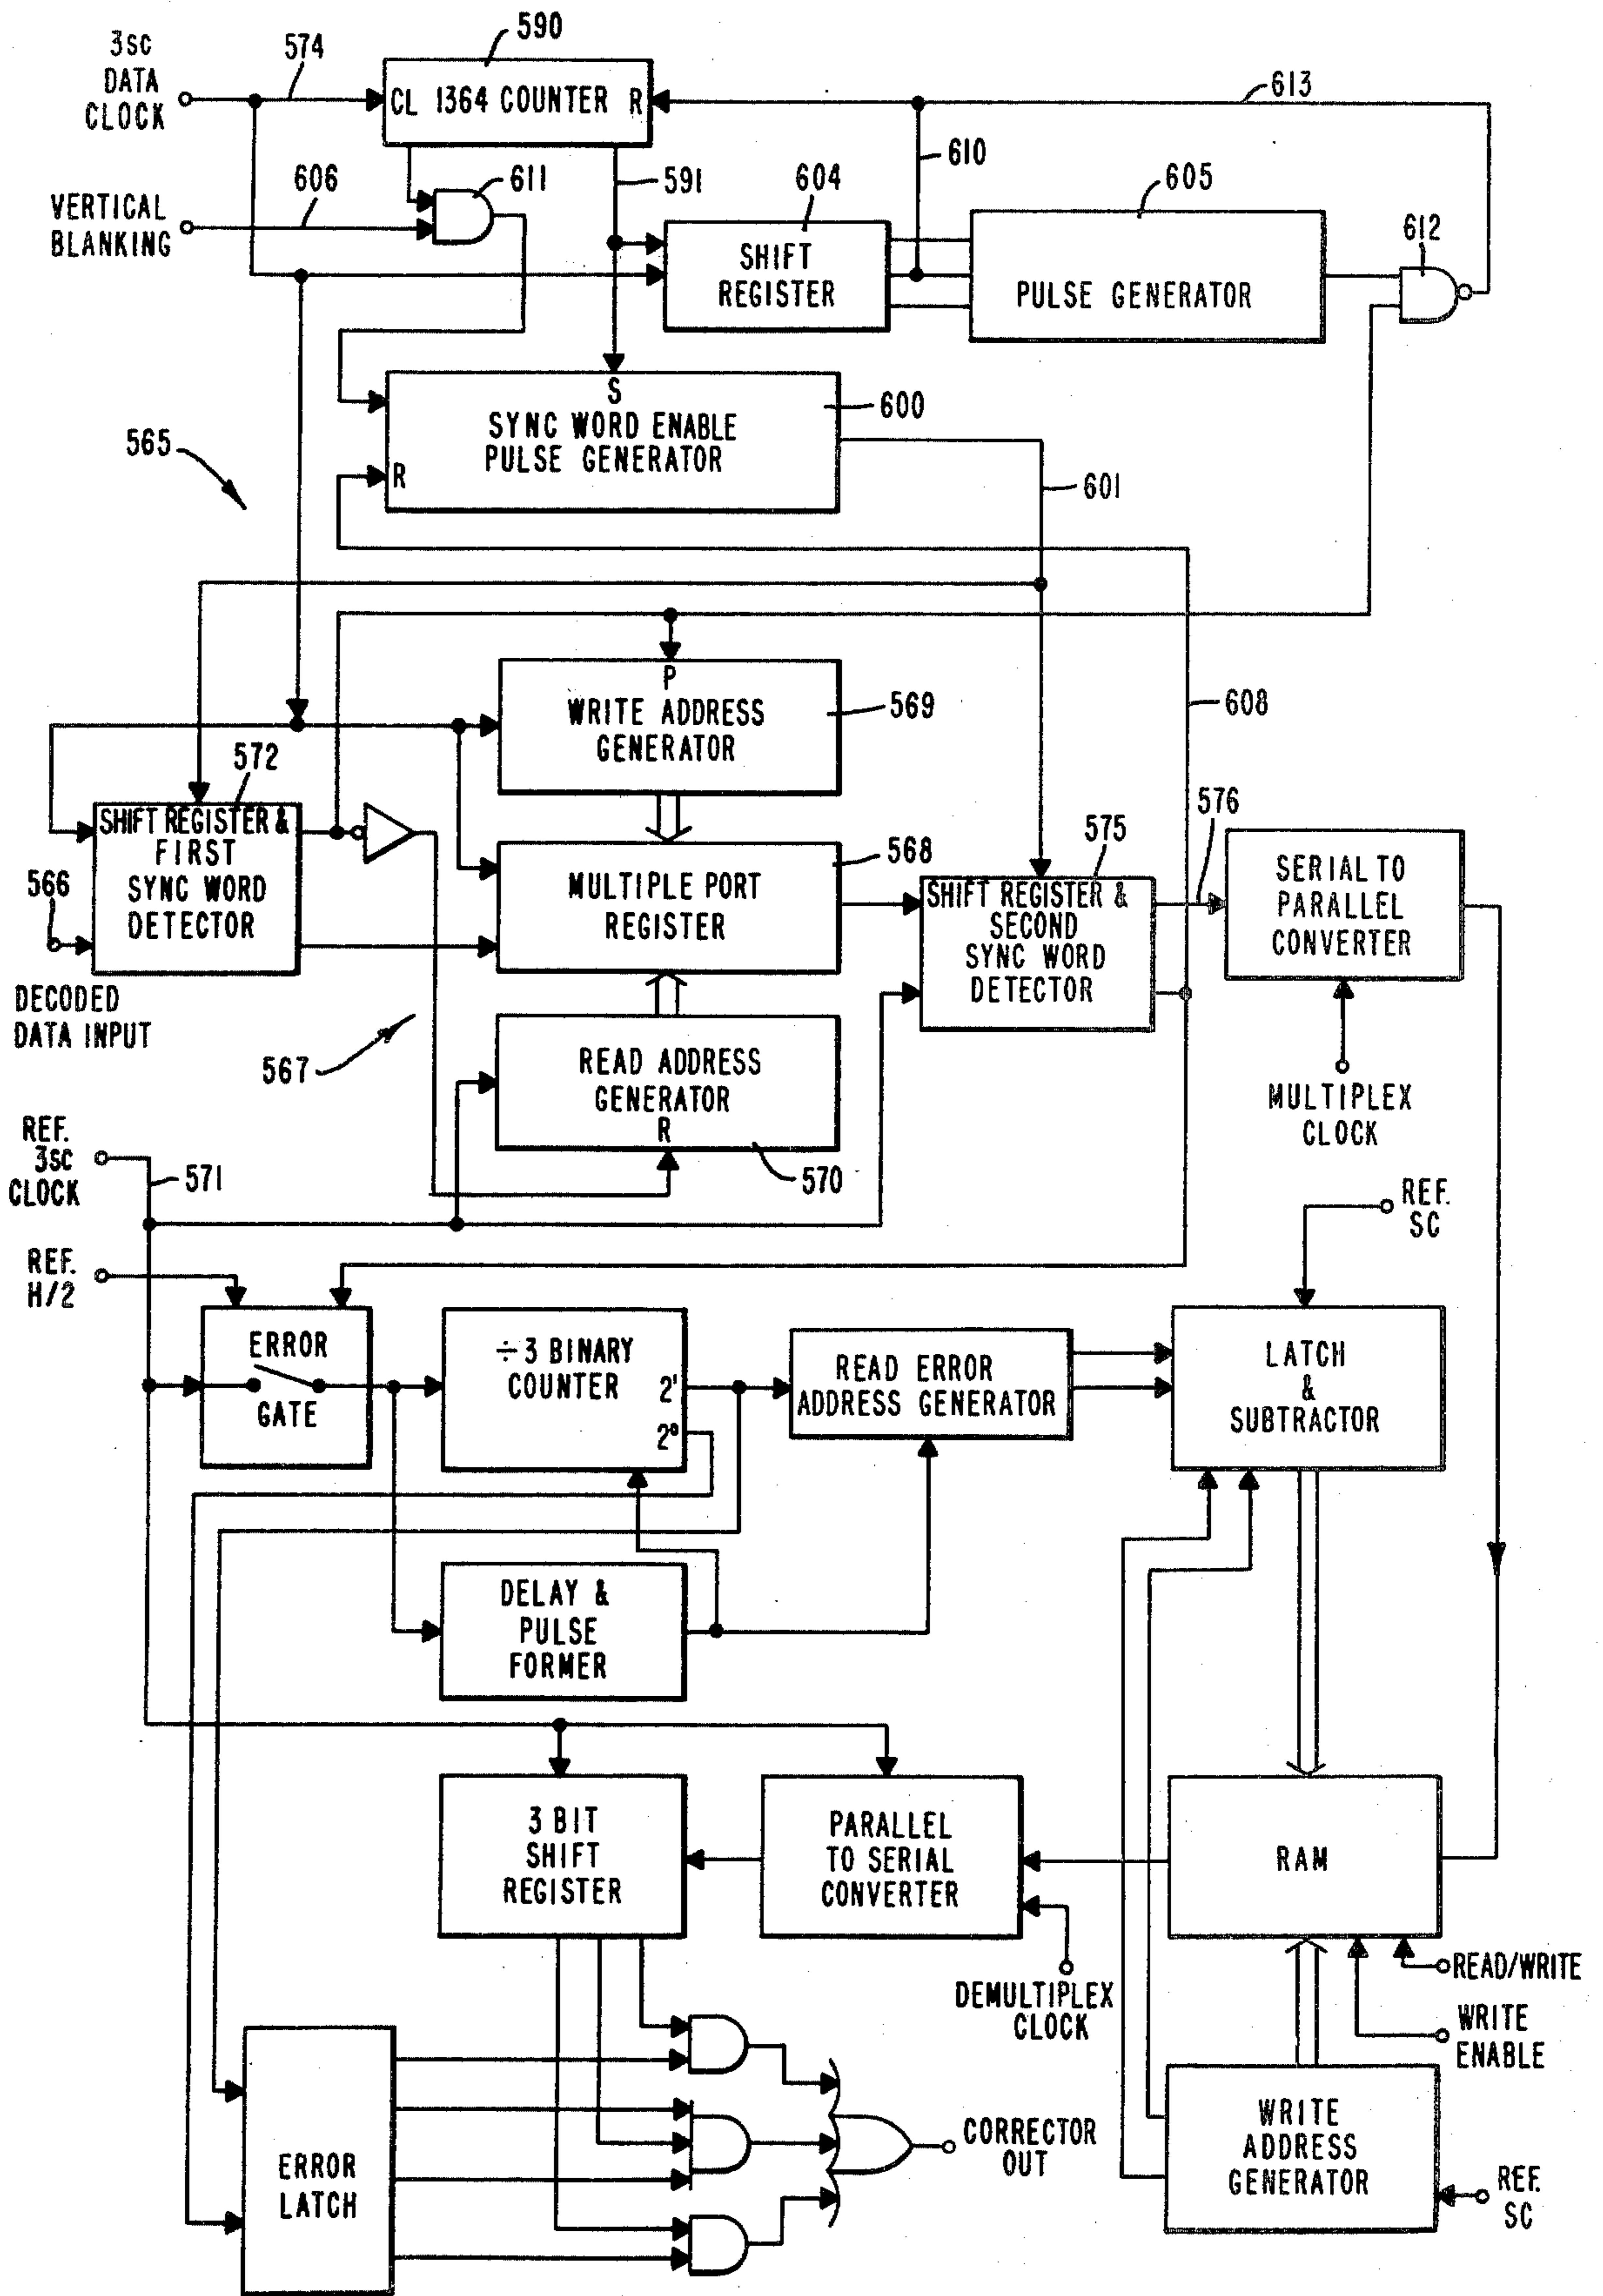 590
3sc
DATA
CLOCK
574
CL 1364 COUNTER R
613
610
VERTICAL
BLANKING
606
611
591
604
605
612
SHIFT
REGISTER
PULSE GENERATOR
S
SYNC WORD ENABLE
PULSE GENERATOR
R
600
565
601
P
WRITE ADDRESS
GENERATOR
569
608
572
SHIFT REGISTER &
FIRST
SYNC WORD
DETECTOR
566
DECODED
DATA INPUT
567
MULTIPLE PORT
REGISTER
568
575
SHIFT REGISTER &
SECOND
SYNC WORD
DETECTOR
576
SERIAL TO
PARALLEL
CONVERTER
MULTIPLEX
CLOCK
READ ADDRESS
GENERATOR
R
570
REF.
3sc
CLOCK
571
REF.
SC
REF.
H/2
ERROR
GATE
÷3 BINARY
COUNTER
2'
2°
READ ERROR
ADDRESS GENERATOR
LATCH
&
SUBTRACTOR
DELAY &
PULSE
FORMER
3 BIT
SHIFT
REGISTER
PARALLEL
TO SERIAL
CONVERTER
RAM
DEMULTIPLEX
CLOCK
READ/WRITE
WRITE
ENABLE
ERROR
LATCH
CORRECTOR
OUT
WRITE
ADDRESS
GENERATOR
REF.
SC